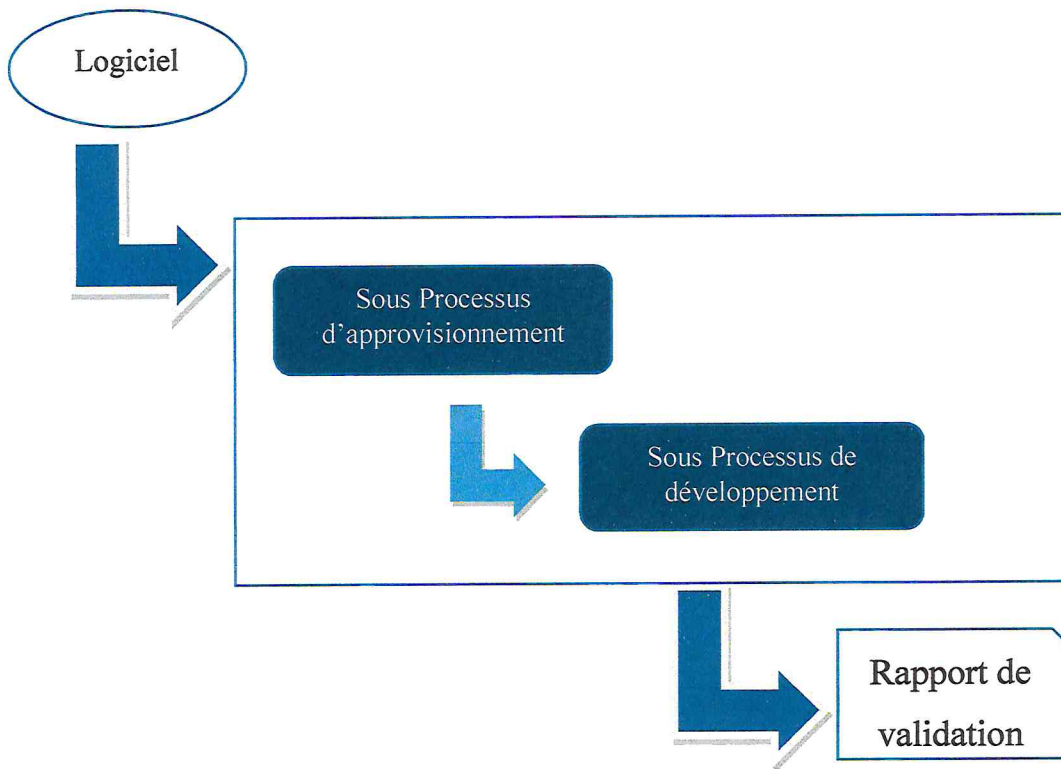 Logiciel
Sous Processus
d'approvisionnement
Sous Processus de
développement
Rapport de
validation